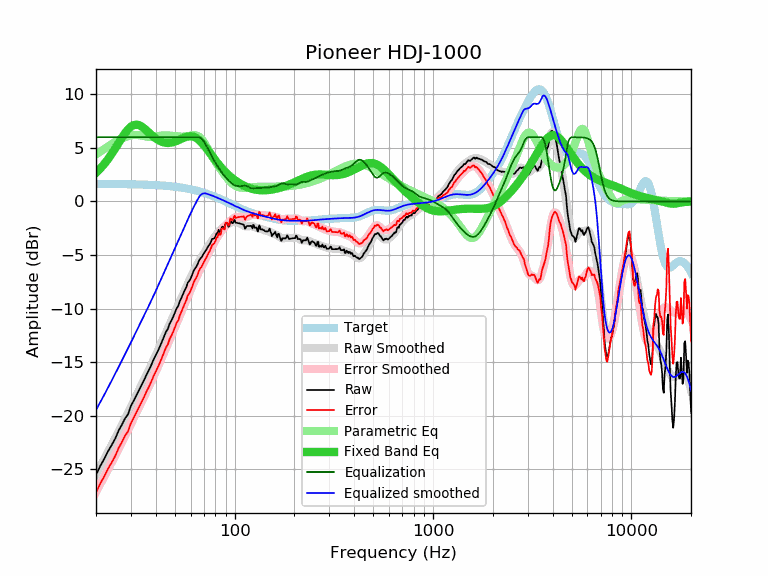 Pioneer HDJ-1000
Amplitude (dBr)
10
5
0
−5
−10
−15
−20
−25
Target
Raw Smoothed
Error Smoothed
Raw
Error
Parametric Eq
Fixed Band Eq
Equalization
Equalized smoothed
100
1000
10000
Frequency (Hz)